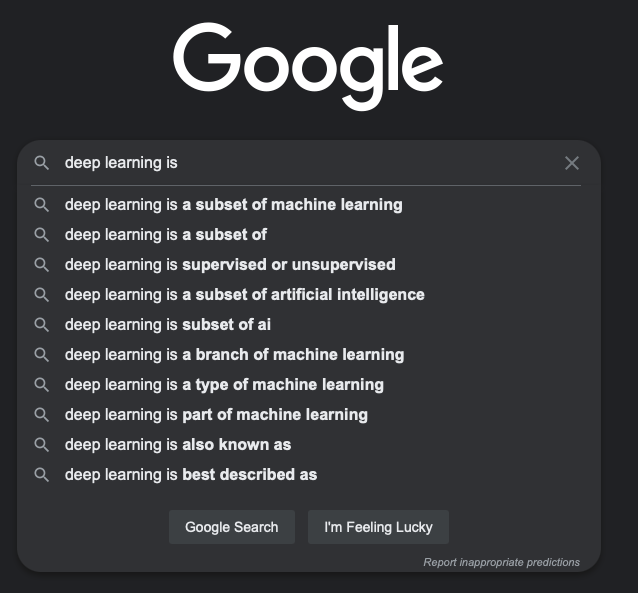 Google
deep learning is
deep learning is a subset of machine learning
deep learning is a subset of
deep learning is supervised or unsupervised
deep learning is a subset of artificial intelligence
deep learning is subset of ai
deep learning is a branch of machine learning
deep learning is a type of machine learning
deep learning is part of machine learning
deep learning is also known as
deep learning is best described as
Google Search I'm Feeling Lucky
Report inappropriate predictions